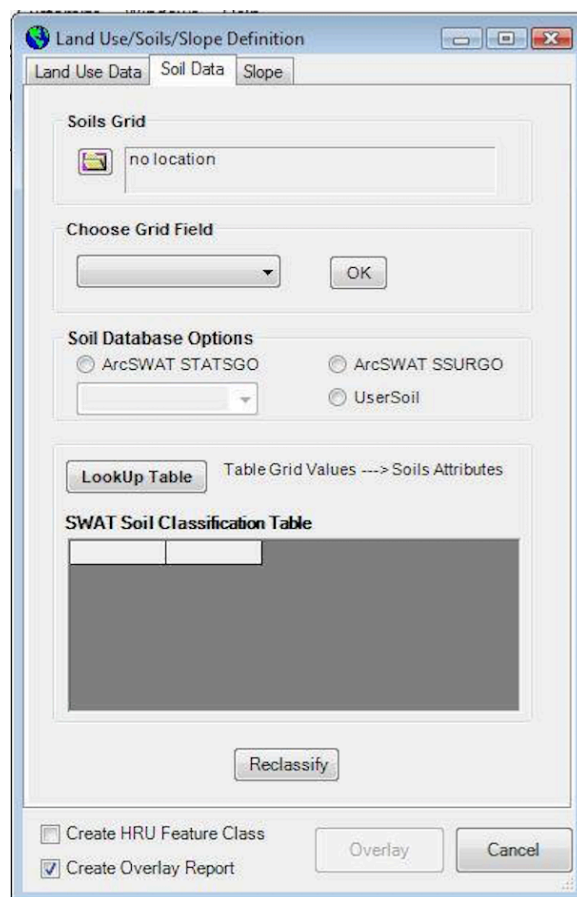 Land Use/Soils/Slope Definition
Land Use Data Soil Data Slope
Soils Grid
no location
Choose Grid Field
OK
Soil Database Options
ArcSWAT STATSGO ArcSWAT SSURGO
UserSoil
LookUp Table Table Grid Values ---> Soils Attributes
SWAT Soil Classification Table
Reclassify
Create HRU Feature Class
Overlay Cancel
Create Overlay Report